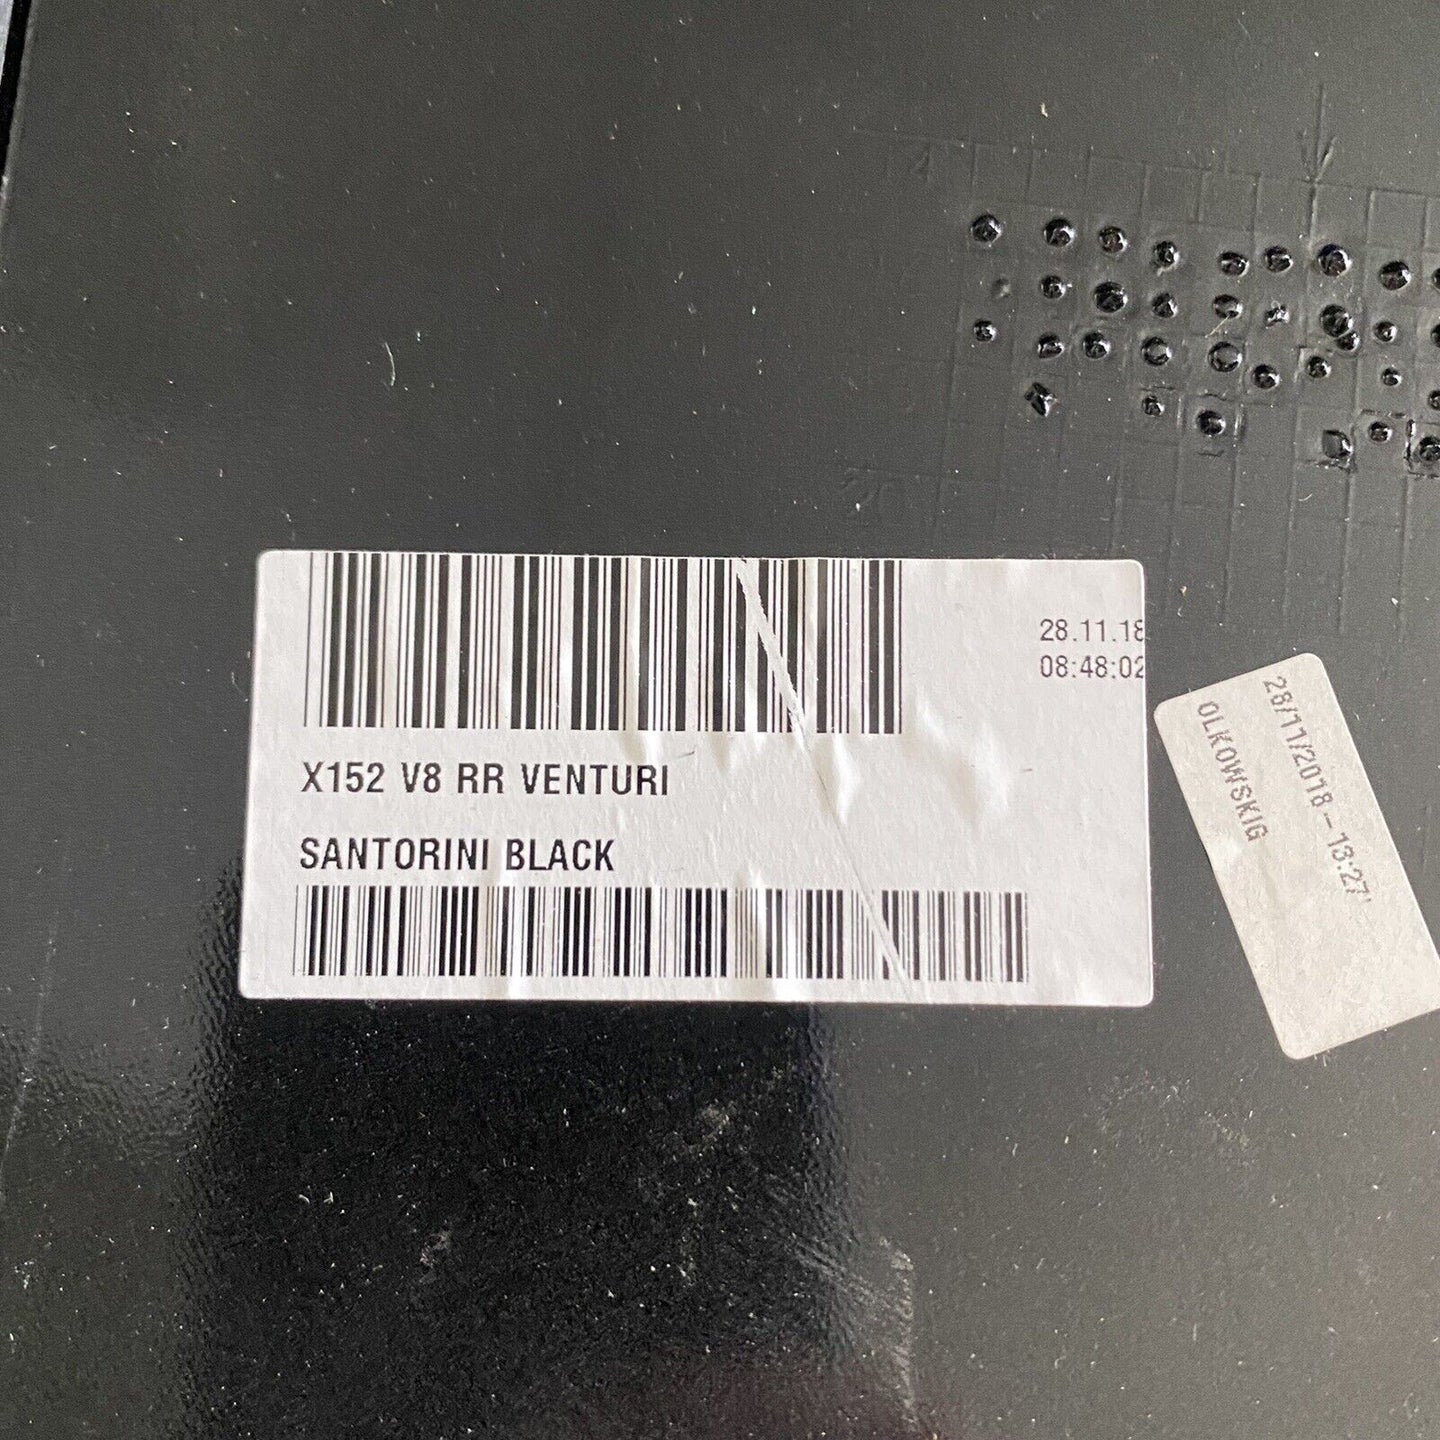 28.11.18
08:48:02
X152 V8 RR VENTURI
SANTORINI BLACK
28/11/2018-13:27
OLKOWSKIG